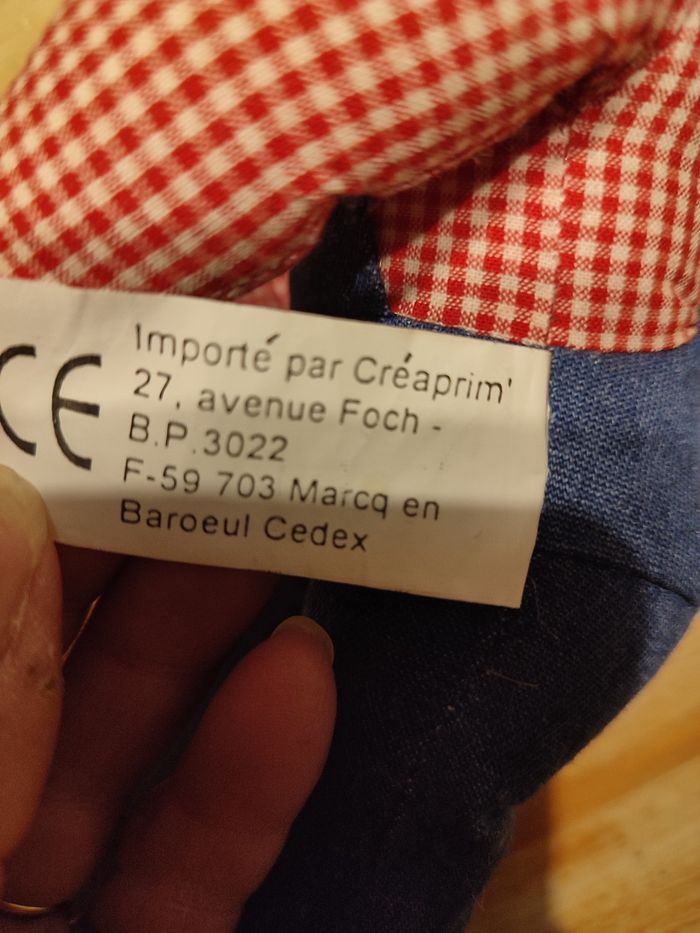 CE
Importé par Créaprim'
27, avenue Foch -
B.P.3022
F-59 703 Marcq en
Baroeul Cedex